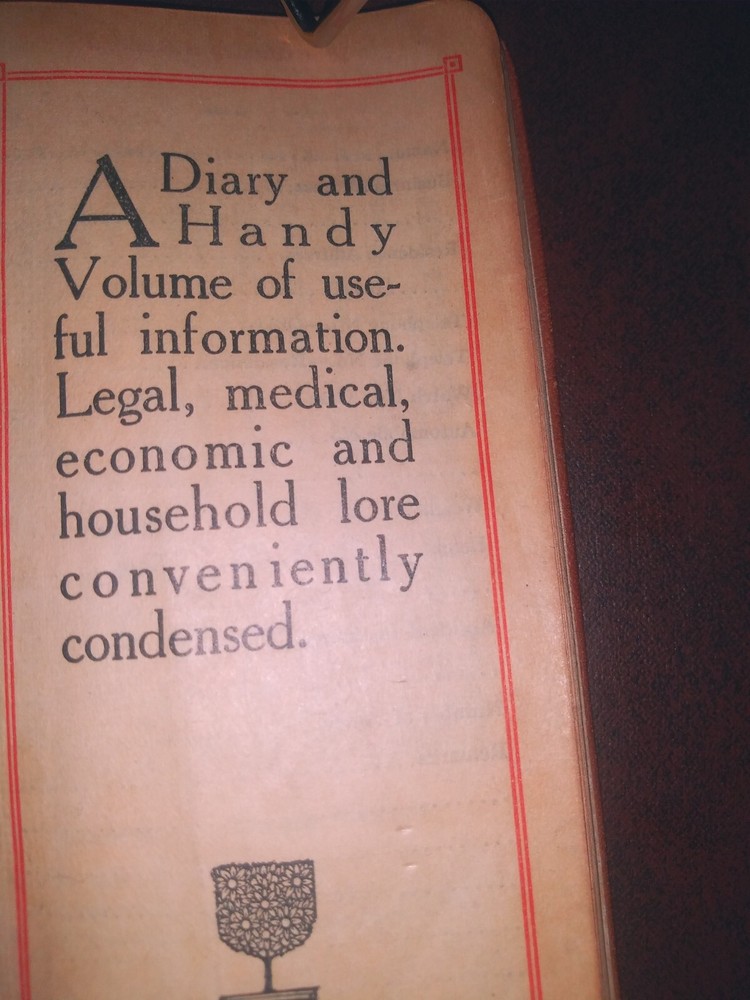 A Diary and
Handy
Volume of use-
ful information.
Legal, medical,
economic and
household lore
conveniently
condensed.